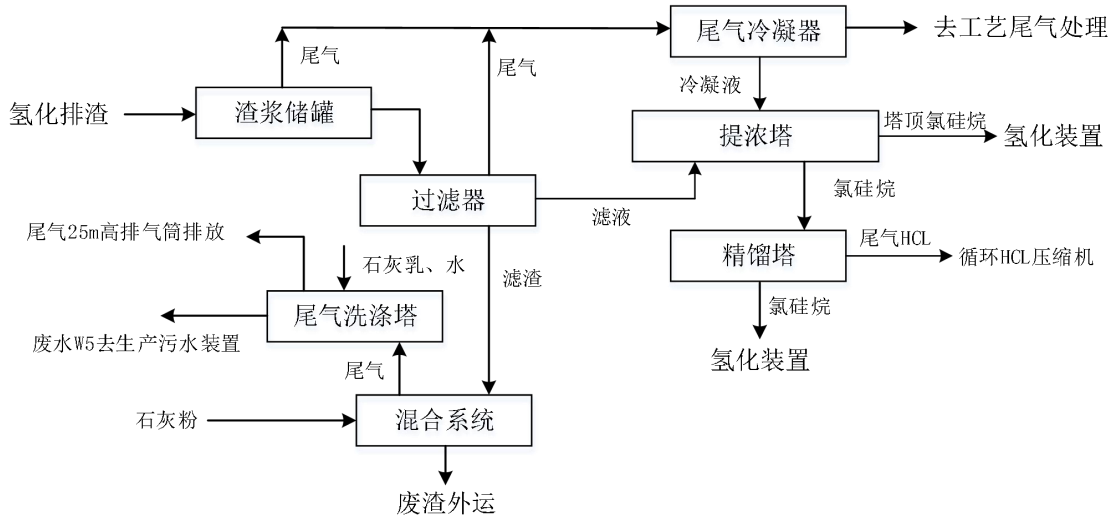 尾气冷凝器
去工艺尾气处理
尾气
尾气
冷凝液
氢化排渣
渣浆储罐
提浓塔
塔顶氯硅烷
氢化装置
过滤器
滤液
氯硅烷
尾气25m高排气筒排放
石灰乳、水
滤渣
精馏塔
尾气HCL
循环HCL压缩机
尾气洗涤塔
氯硅烷
废水W5去生产污水装置
尾气
氢化装置
石灰粉
混合系统
废渣外运